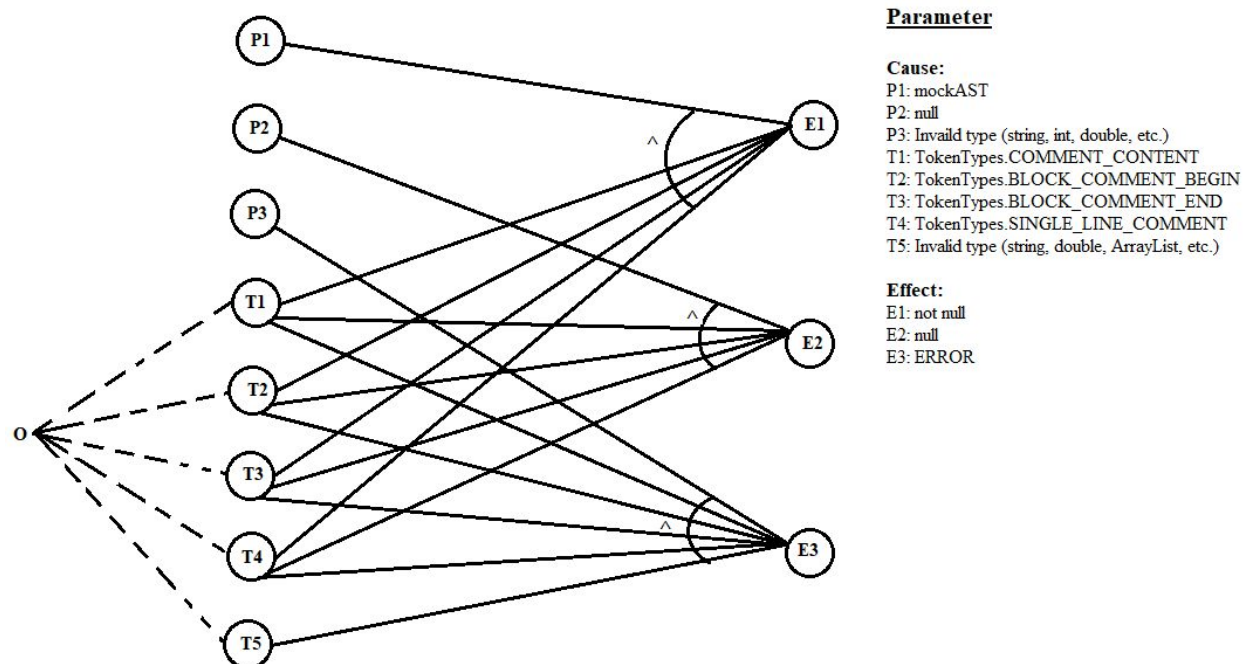 P1
P2
P3
T1
T2
T3
T4
T5
O
^
^
^
E1
E2
E3
Parameter
Cause:
P1: mockAST
P2: null
P3: Invaild type (string, int, double, etc.)
T1: TokenTypes.COMMENT_CONTENT
T2: TokenTypes.BLOCK_COMMENT_BEGIN
T3: TokenTypes.BLOCK_COMMENT_END
T4: TokenTypes.SINGLE_LINE_COMMENT
T5: Invalid type (string, double, ArrayList, etc.)
Effect:
E1: not null
E2: null
E3: ERROR